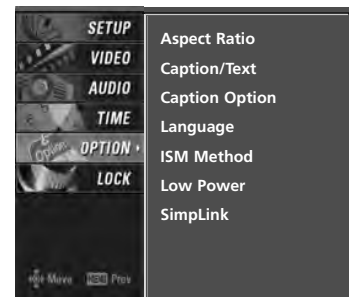 SETUP
VIDEO
AUDIO
TIME
OPTION
LOCK
Move MENU Prev
Aspect Ratio
Caption/Text
Caption Option
Language
ISM Method
Low Power
SimpLink